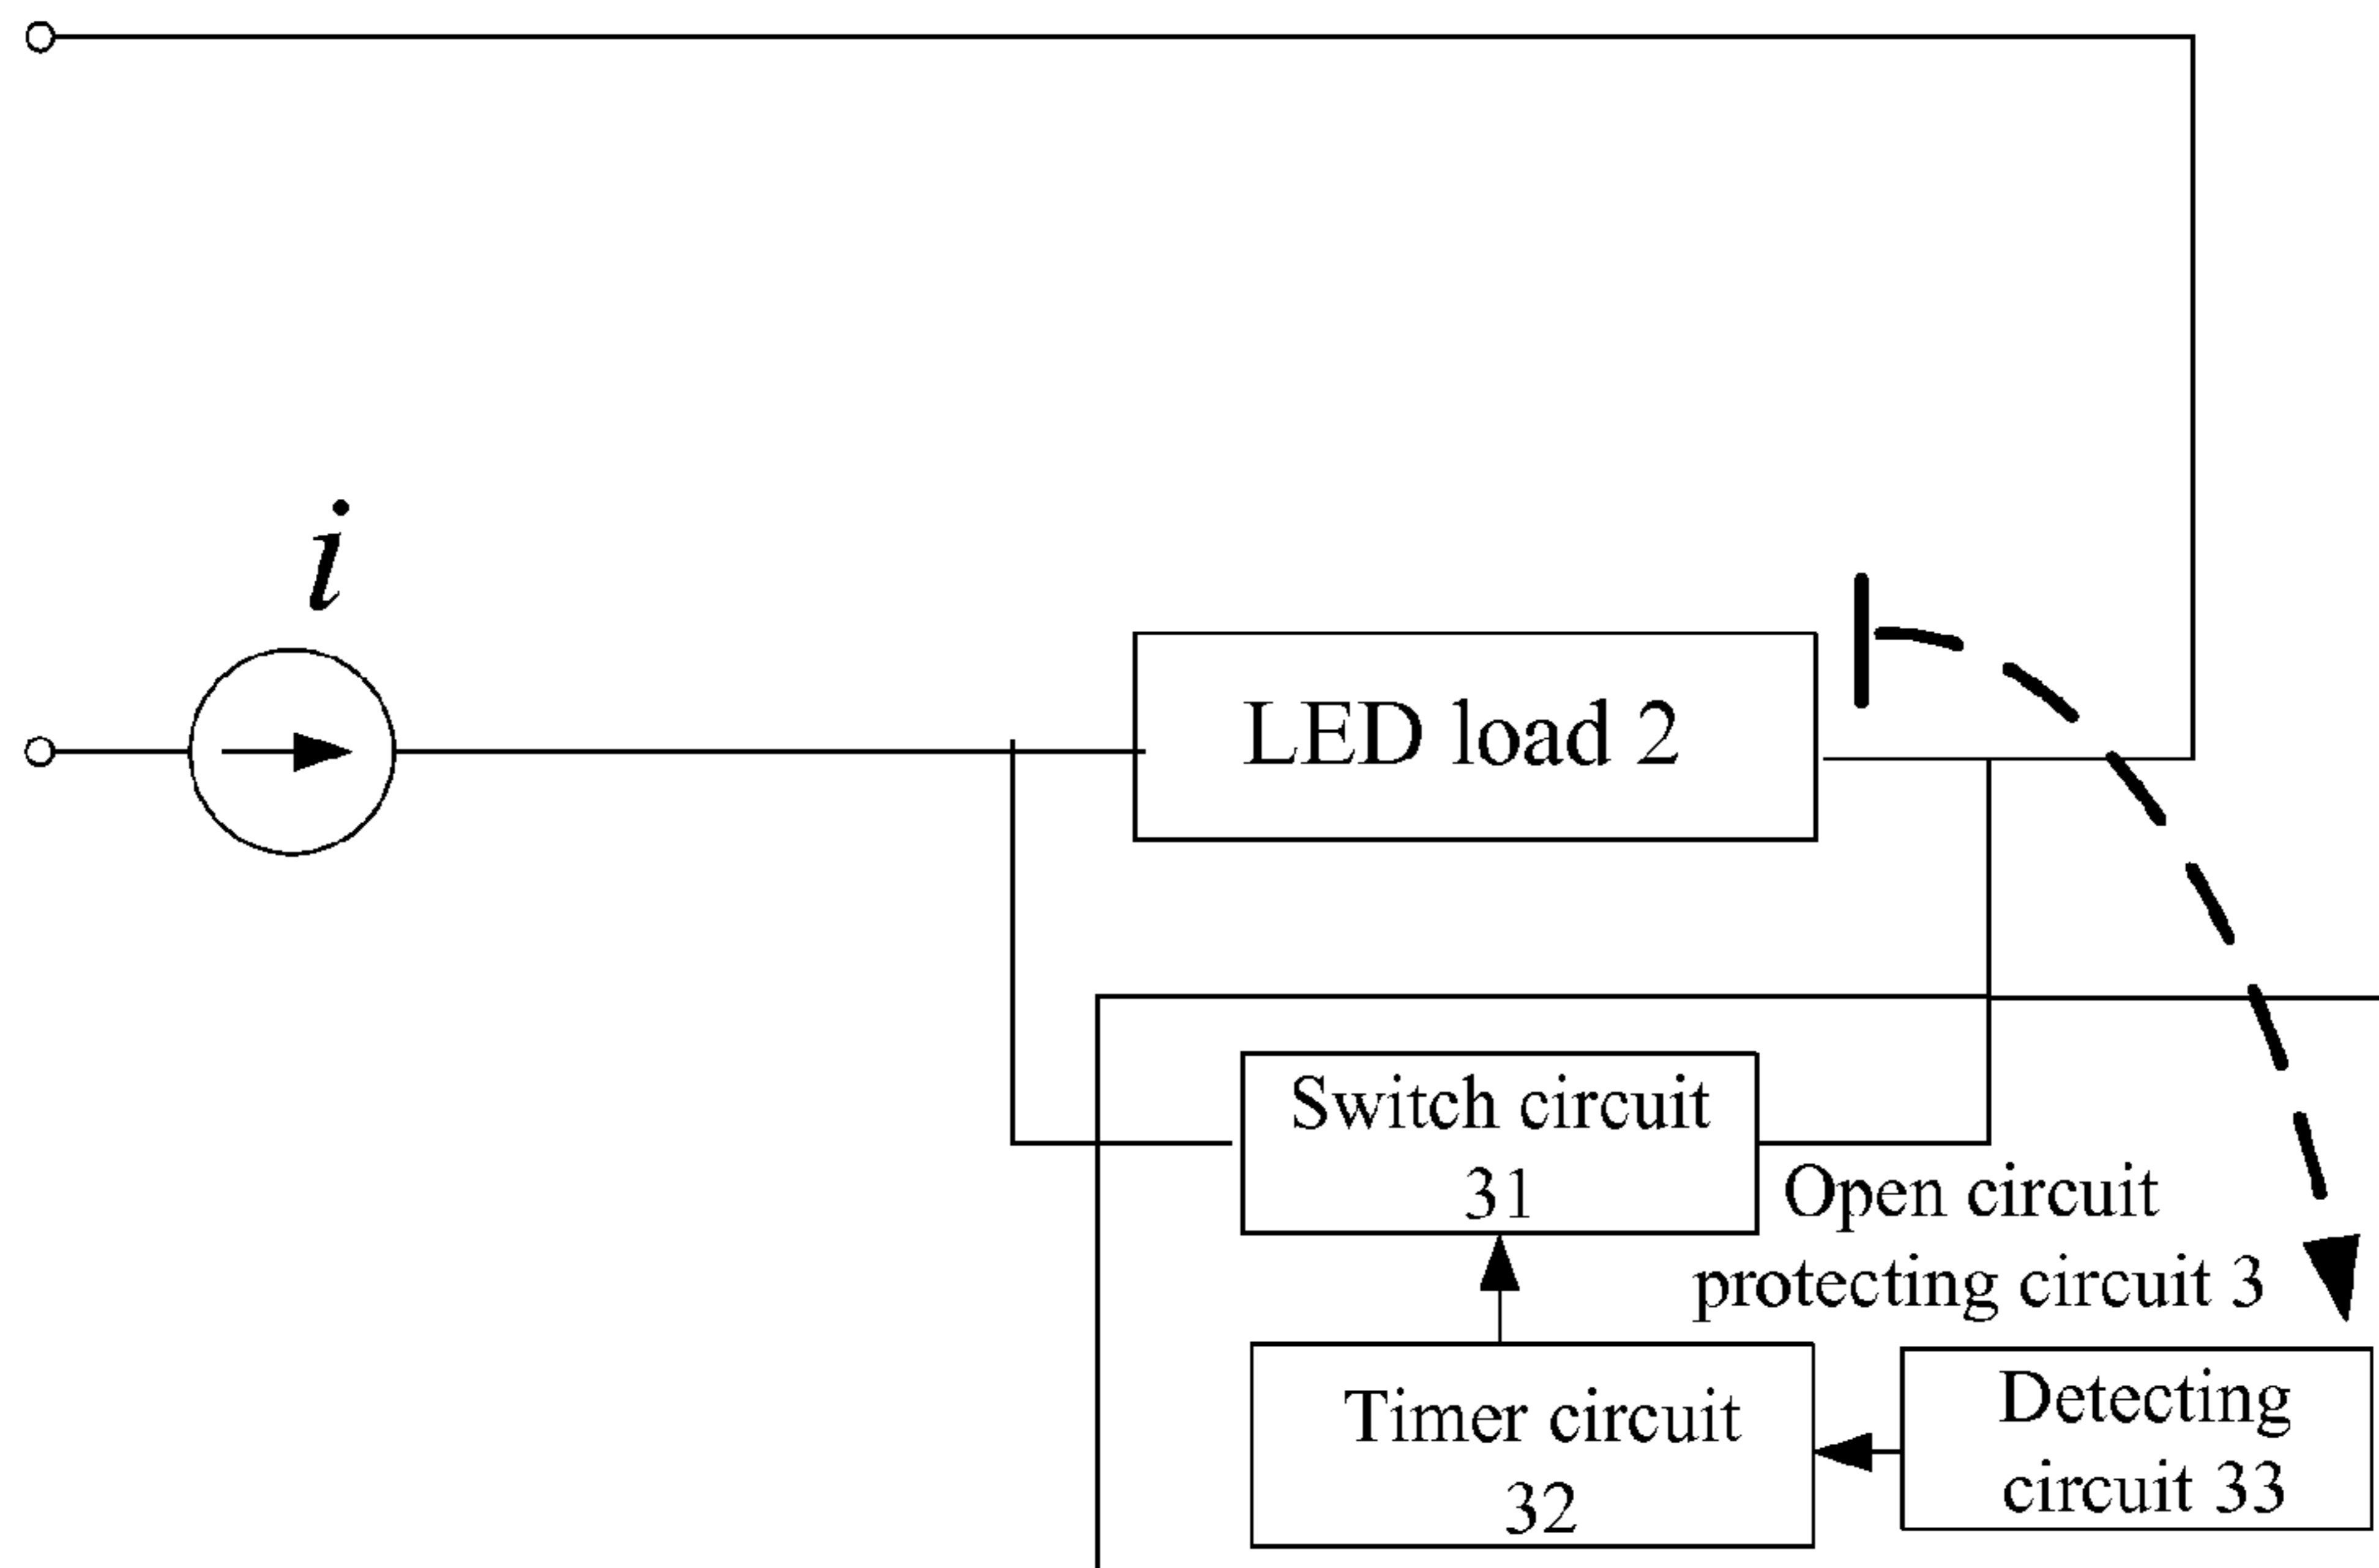 i
LED load 2
Switch circuit
31
Open circuit
protecting circuit 3
Timer circuit
32
Detecting
circuit 33